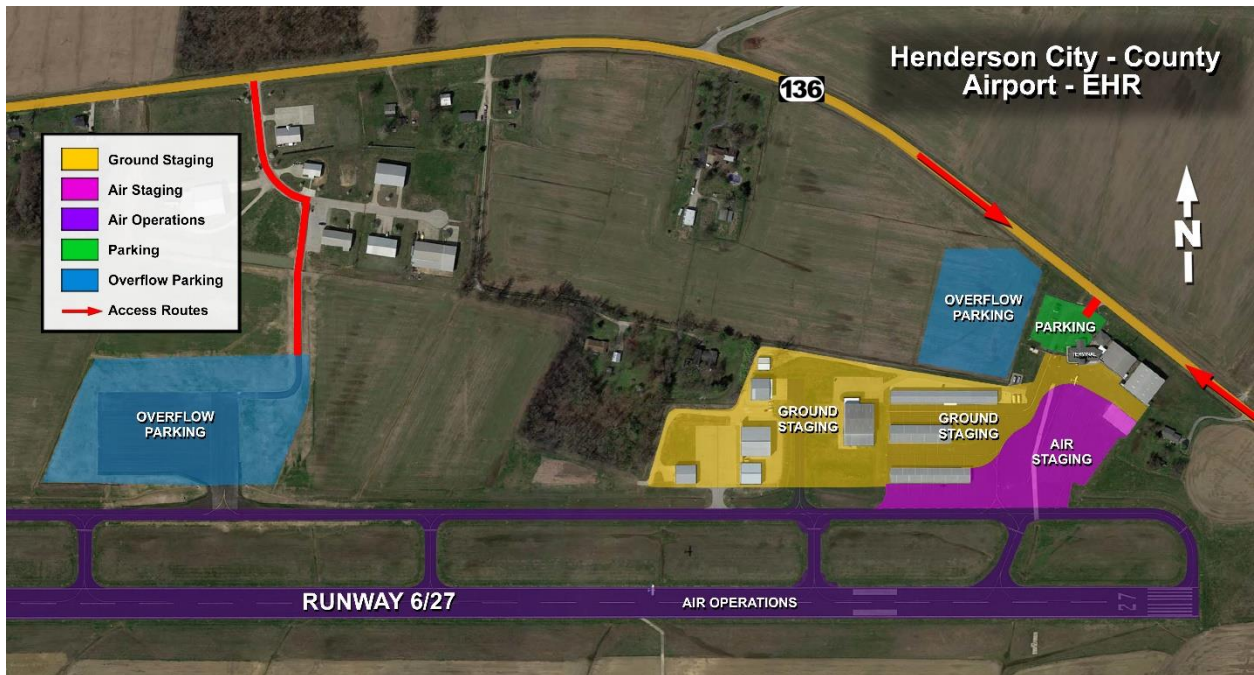 Henderson City - County
Airport - EHR
136
Ground Staging
Air Staging
Air Operations
Parking
Overflow Parking
Access Routes
N
OVERFLOW
PARKING
PARKING
TERMINAL
OVERFLOW
PARKING
GROUND
STAGING
GROUND
STAGING
AIR
STAGING
RUNWAY 6/27
AIR OPERATIONS
27